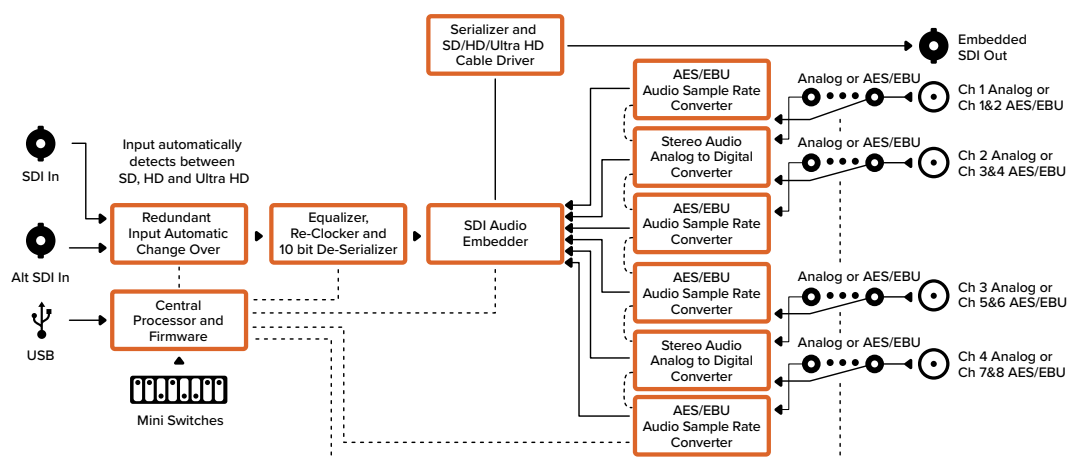 Serializer and
SD/HD/Ultra HD
Cable Driver
Embedded
SDI Out
AES/EBU
Audio Sample Rate
Converter
Analog or AES/EBU
Ch 1 Analog or
Ch 1&2 AES/EBU
SDI In
Input automatically
detects between
SD, HD and Ultra HD
Stereo Audio
Analog to Digital
Converter
Analog or AES/EBU
Ch 2 Analog or
Ch 3&4 AES/EBU
Alt SDI In
Redundant
Input Automatic
Change Over
Equalizer,
Re-Clocker and
10 bit De-Serializer
SDI Audio
Embedder
AES/EBU
Audio Sample Rate
Converter
USB
Central
Processor and
Firmware
AES/EBU
Audio Sample Rate
Converter
Analog or AES/EBU
Ch 3 Analog or
Ch 5&6 AES/EBU
Stereo Audio
Analog to Digital
Converter
Analog or AES/EBU
Ch 4 Analog or
Ch 7&8 AES/EBU
Mini Switches
AES/EBU
Audio Sample Rate
Converter